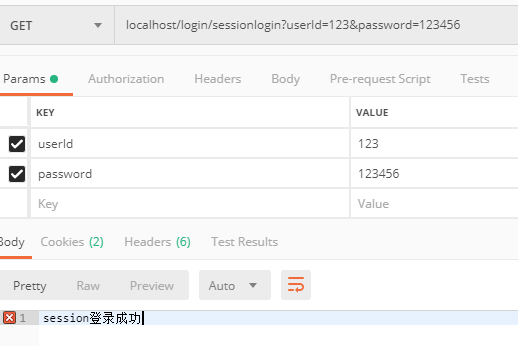 GET localhost/login/sessionlogin?userId=123&password=123456
Params Authorization Headers Body Pre-request Script Tests
KEY VALUE
userId 123
password 123456
Key Value
Body Cookies (2) Headers (6) Test Results
Pretty Raw Preview Auto
1 session登录成功